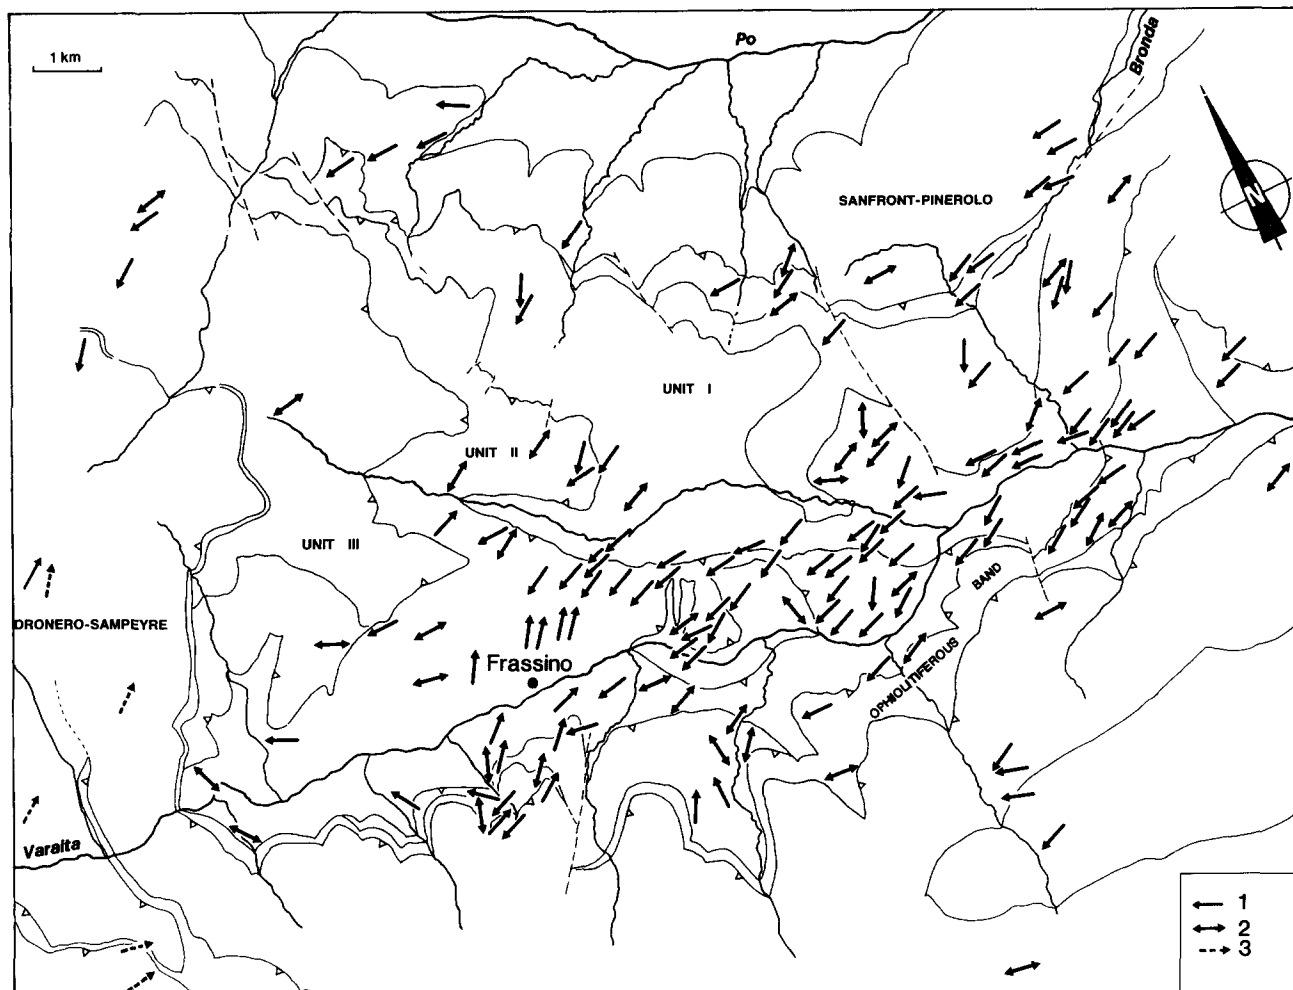 Po
Bronda
1 km
N
SANFRONT-PINEROLO
UNIT I
UNIT II
UNIT III
BAND
DRONERO-SAMPEYRE
OPHIOLITIFEROUS
Frassino
Varaita
1
2
3